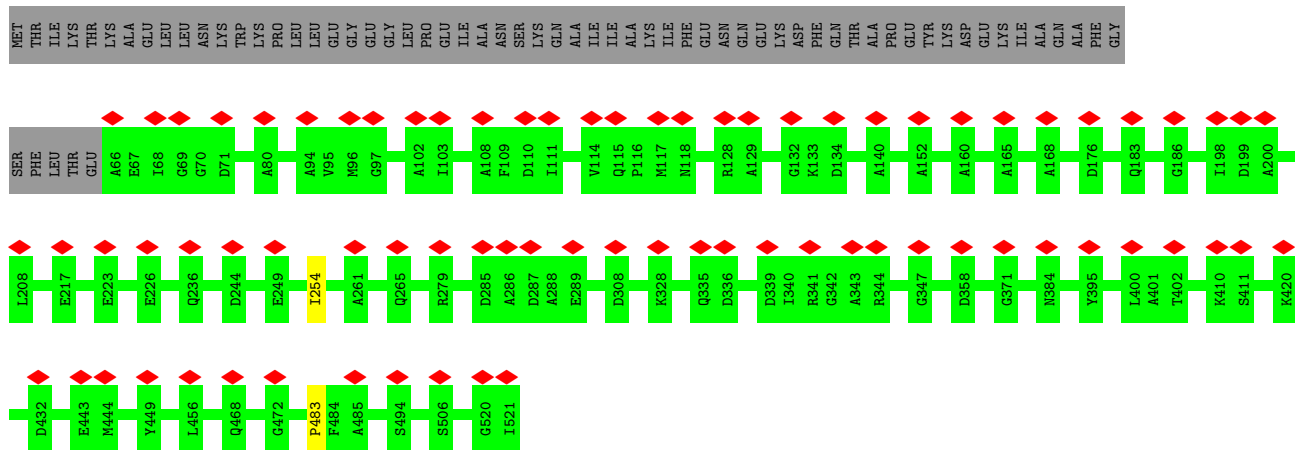 MET THR ILE LYS THR LYS LYS ALA GLU LEU LEU ASN LYS TRP LYS PRO LEU LEU GLU GLY GLU GLY LEU PRO GLU ILE ALA ASN SER LYS GLN ALA ILE ILE ALA LYS ILE PHE GLU ASN GLN GLU LYS ASP PHE GLN THR ALA PRO GLU TYR LYS ASP GLU LYS ILE ALA GLN ALA PHE GLY
SER PHE LEU THR GLU A66 E67 I68 G69 G70 D71 A80 A94 V95 M96 G97 A102 I103 A108 F109 D110 I111 V114 Q115 P116 M117 N118 R128 A129 G132 K133 D134 A140 A152 A160 A165 A168 D176 Q183 G186 I198 D199 A200
L208 E217 E223 E226 Q236 D244 E249 I254 A261 Q265 R279 D285 A286 D287 A288 E289 D308 K328 Q335 D336 D339 I340 R341 G342 A343 R344 G347 D358 G371 N384 Y395 L400 A401 T402 K410 S411 K420
D432 E443 M444 Y449 L456 Q468 G472 P483 F484 A485 S494 S506 G520 I521